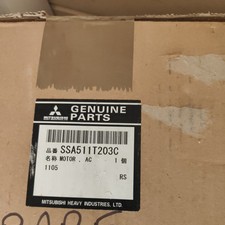 GENUINE
PARTS
MITSUBISHI
品番 SSA511T203C
名称 MOTOR , AC 1 個
1105
RS
MITSUBISHI HEAVY INDUSTRIES, LTD.